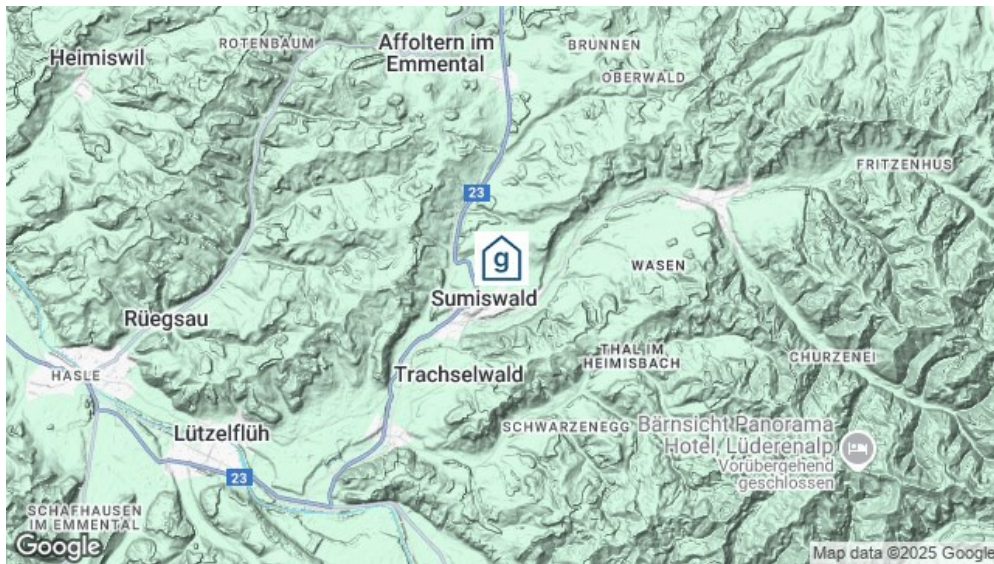 Heimiswil
ROTENBAUM
Affoltern im
Emmental
BRUNNEN
OBERWALD
FRITZENHUS
23
g
WASEN
Sumiswald
Rüegsau
THAL IM
HEIMISBACH
CHURZENEI
HASLE
Trachselwald
Lützelflüh
SCHWARZENEGG
Bärnsicht Panorama
Hotel, Lüderenalp
Vorübergehend
geschlossen
23
SCHAFHAUSEN
IM EMMENTAL
Google
Map data ©2025 Google